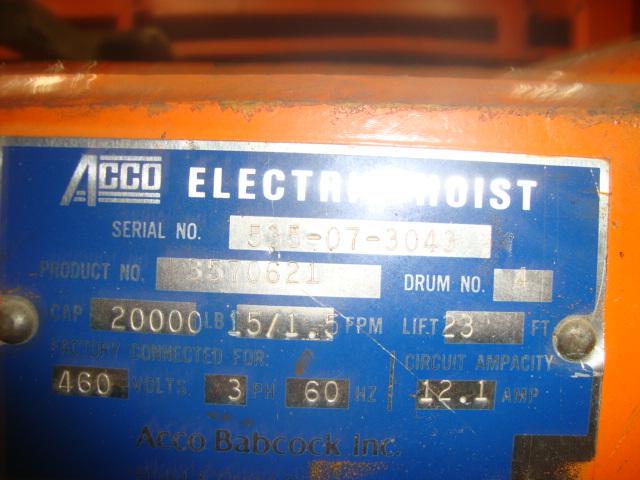 ACCO ELECTRIC HOIST
SERIAL NO. 535-07-3043
PRODUCT NO. 3570621 DRUM NO. 4
CAP 20000 LB 15/1.5 FPM LIFT 23 FT
FACTORY CONNECTED FOR: CIRCUIT AMPACITY
460 VOLTS 3 PH 60 HZ 12.1 AMP
Acco Babcock Inc.